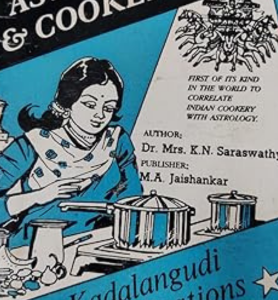 & COOKE
FIRST OF ITS KIND
IN THE WORLD TO
CORRELATE
INDIAN COOKERY
WITH ASTROLOGY.
AUTHOR;
Dr. Mrs. K.N. Saraswathy
PUBLISHER;
M.A. Jaishankar
Kadalangudi